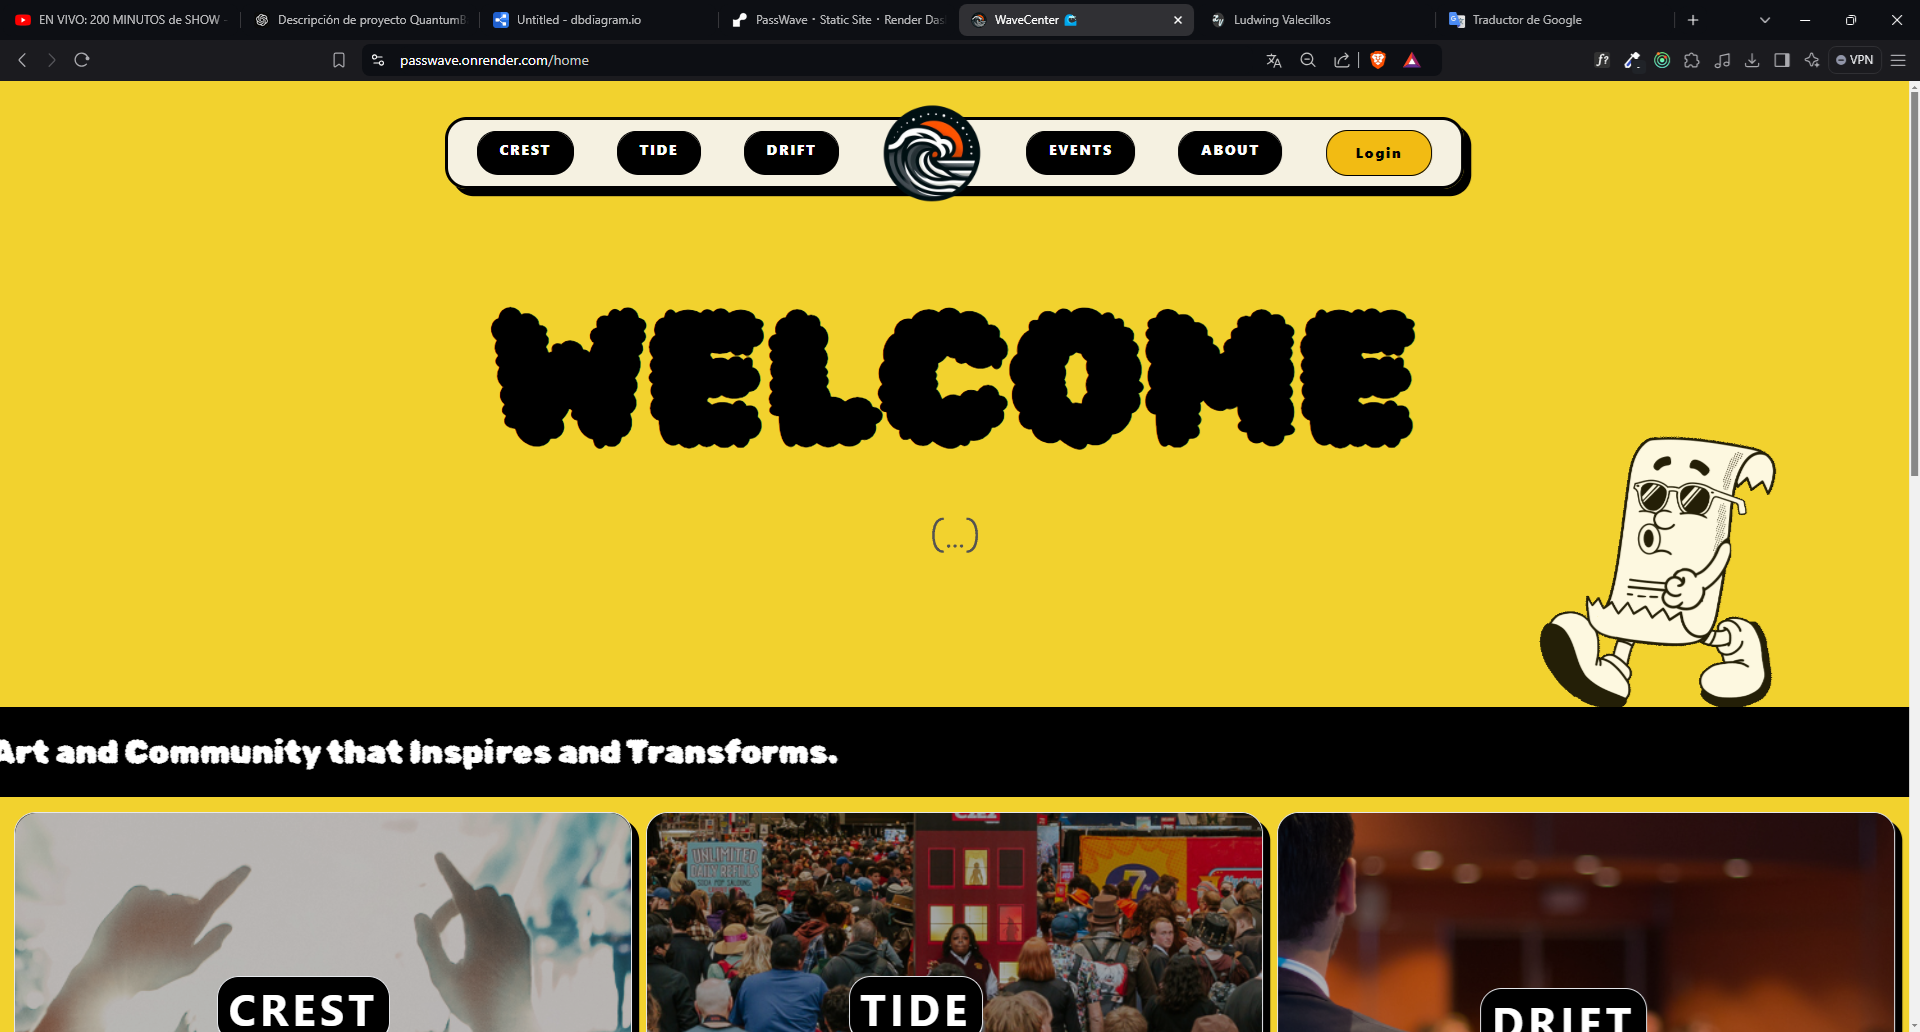 EN VIVO: 200 MINUTOS de SHOW -
Descripción de proyecto QuantumB
Untitled - dbdiagram.io
PassWave · Static Site · Render Das
WaveCenter
Ludwing Valecillos
Traductor de Google
passwave.onrender.com/home
VPN
CREST
TIDE
DRIFT
EVENTS
ABOUT
Login
WELCOME
(...)
Art and Community that Inspires and Transforms.
UNLIMITED
DAILY REFILLS
7
CREST
TIDE
DRIFT